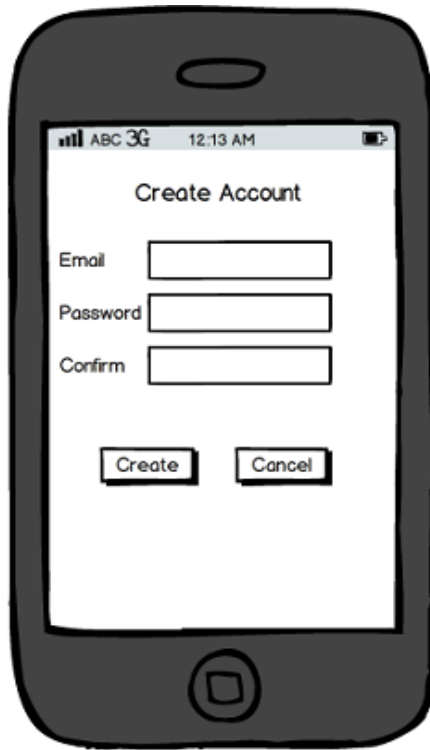 ABC 3G 12:13 AM
Create Account
Email
Password
Confirm
Create Cancel